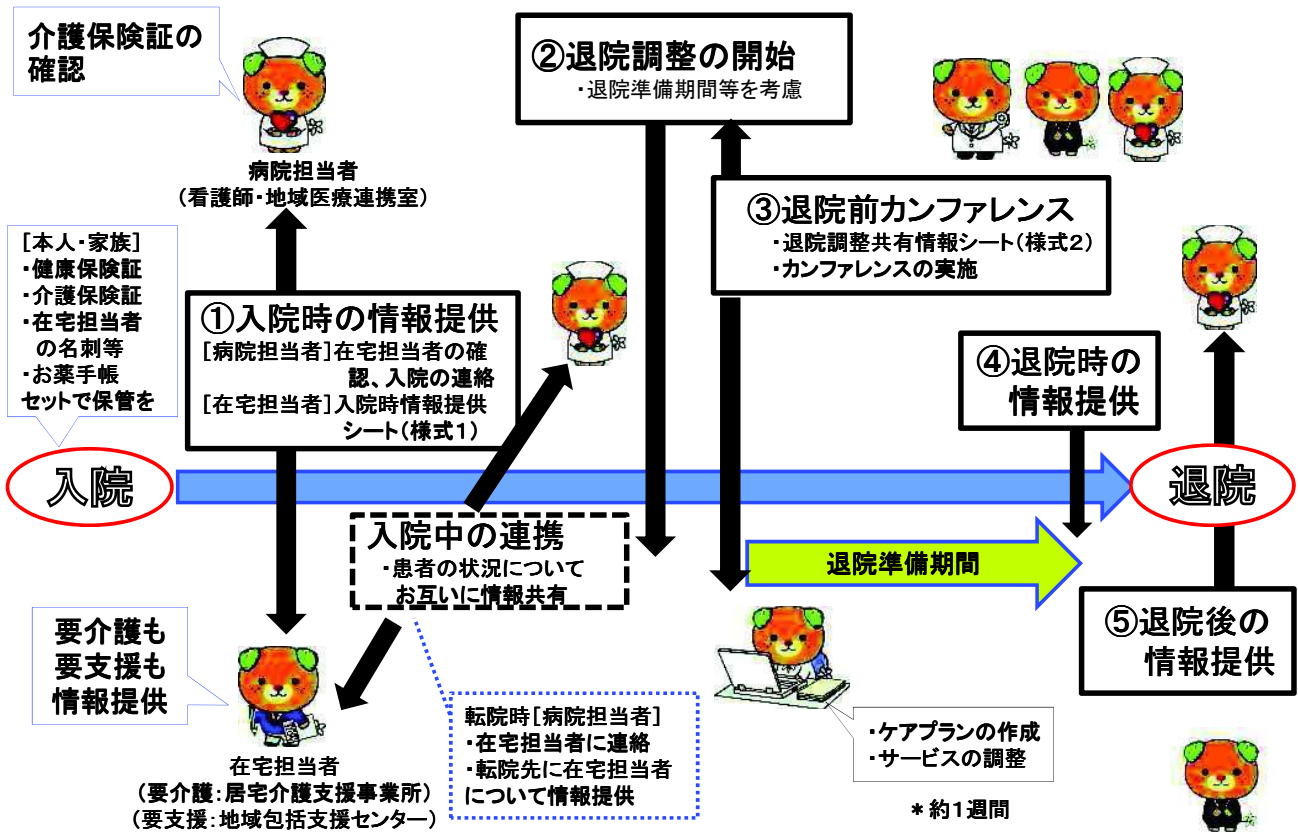 介護保険証の
確認
病院担当者
（看護師・地域医療連携室）
②退院調整の開始
・退院準備期間等を考慮
③退院前カンファレンス
・退院調整共有情報シート（様式２）
・カンファレンスの実施
［本人・家族］
・健康保険証
・介護保険証
・在宅担当者
の名刺等
・お薬手帳
セットで保管を
①入院時の情報提供
［病院担当者］在宅担当者の確
認、入院の連絡
［在宅担当者］入院時情報提供
シート（様式１）
④退院時の
情報提供
入院
退院
入院中の連携
・患者の状況について
お互いに情報共有
退院準備期間
⑤退院後の
情報提供
要介護も
要支援も
情報提供
在宅担当者
（要介護：居宅介護支援事業所）
（要支援：地域包括支援センター）
転院時［病院担当者］
・在宅担当者に連絡
・転院先に在宅担当者
について情報提供
・ケアプランの作成
・サービスの調整
＊約１週間